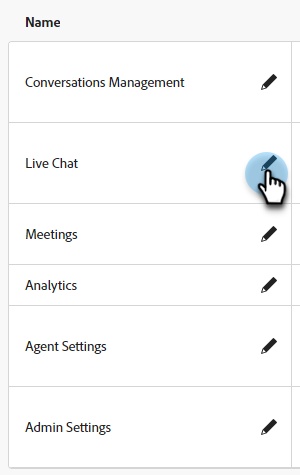 Name
Conversations Management
Live Chat
Meetings
Analytics
Agent Settings
Admin Settings